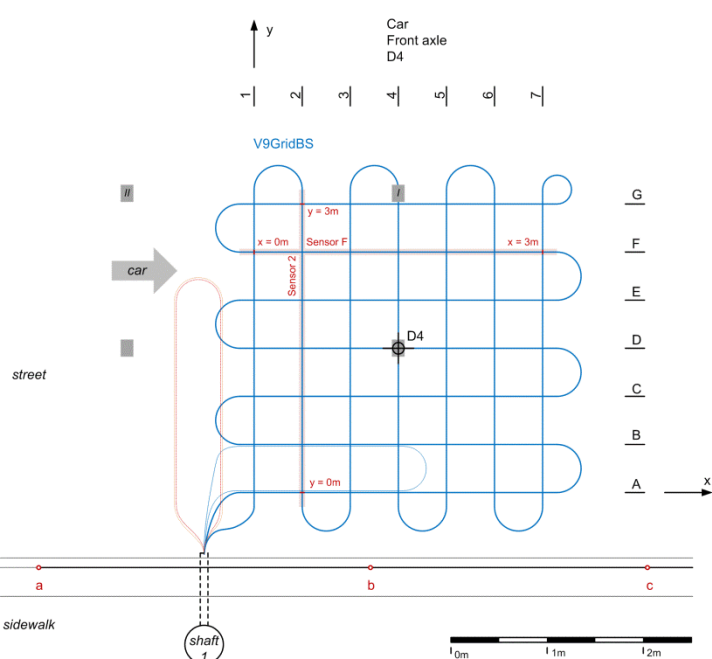 Car
Front axle
D4
y
1
2
3
4
5
6
7
V9GridBS
II
I
G
y = 3m
x = 0m
Sensor F
x = 3m
F
car
Sensor 2
E
D4
D
street
C
B
y = 0m
A
x
a
b
c
sidewalk
shaft
1
0m
1m
2m